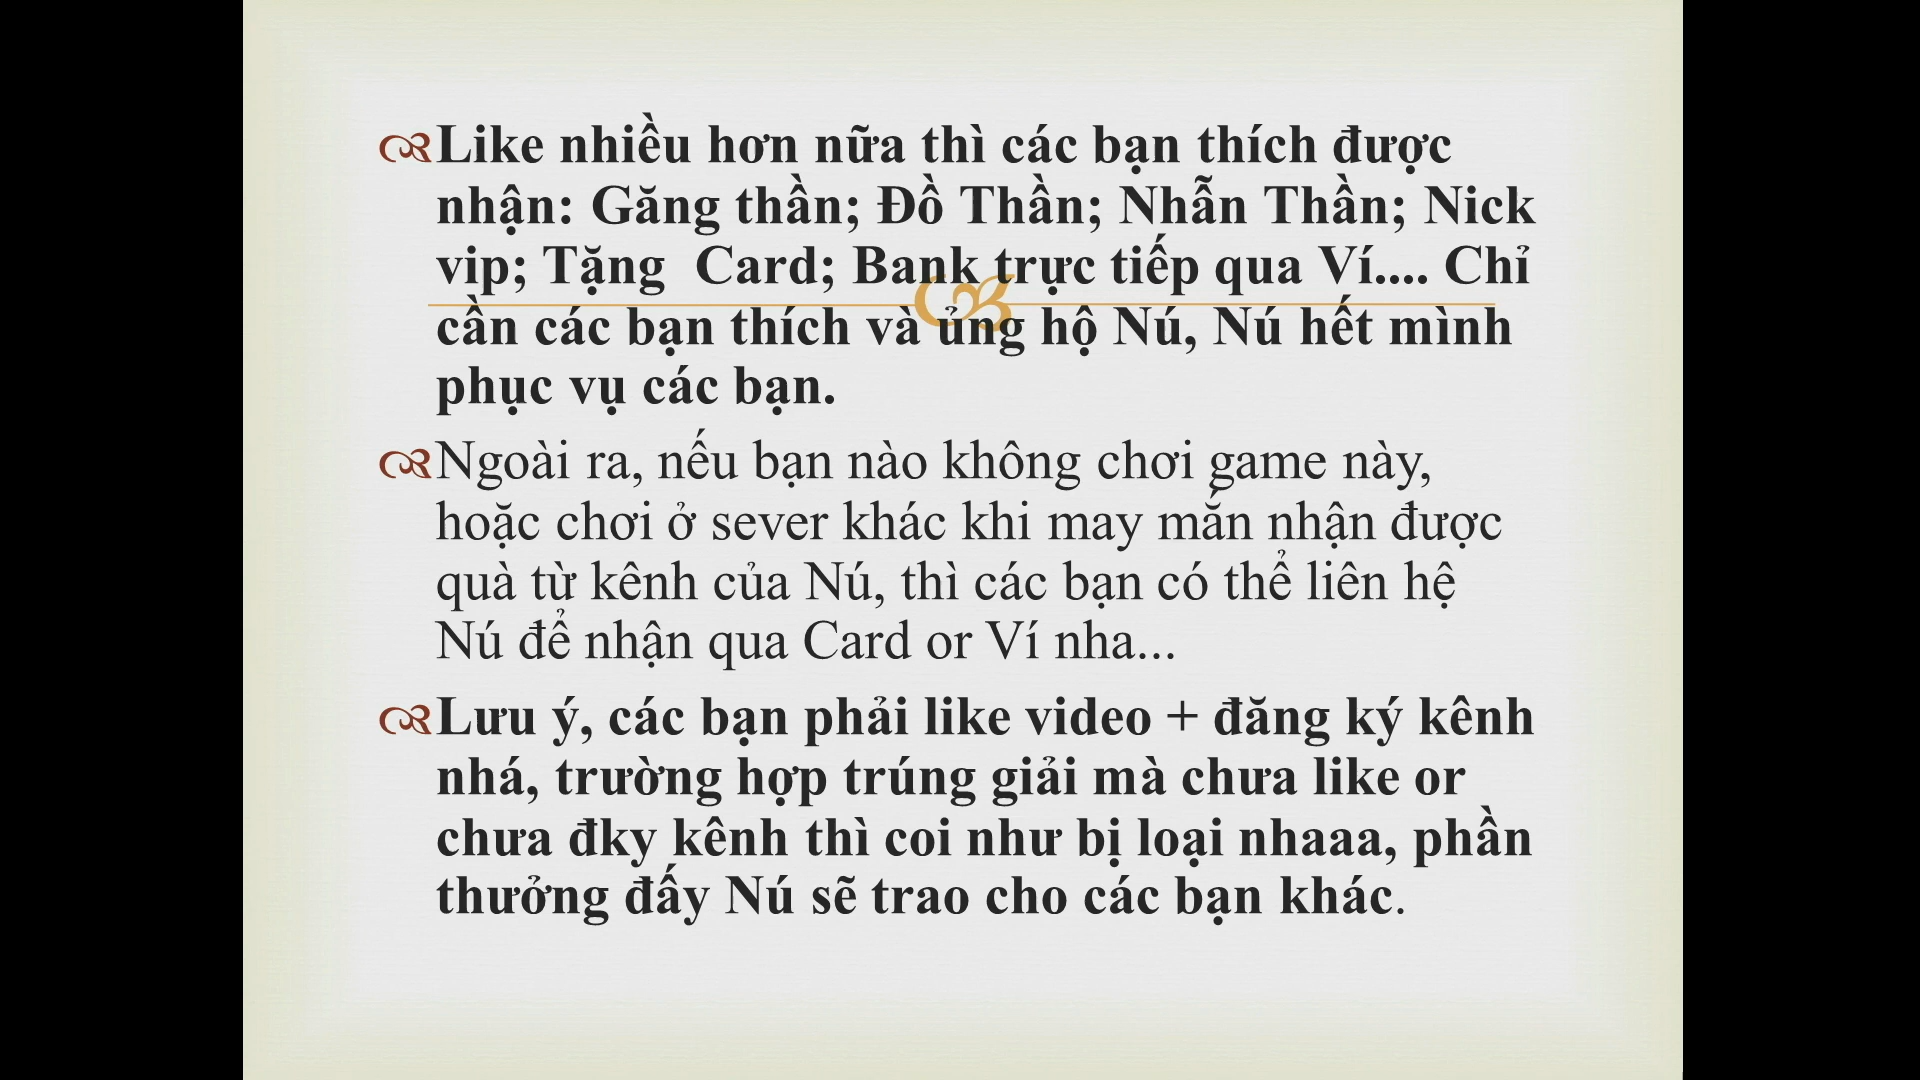 Like nhiều hơn nữa thì các bạn thích được
nhận: Găng thần; Đồ Thần; Nhẫn Thần; Nick
vip; Tặng  Card; Bank trực tiếp qua Ví.... Chỉ
cần các bạn thích và ủng hộ Nú, Nú hết mình
phục vụ các bạn.
Ngoài ra, nếu bạn nào không chơi game này,
hoặc chơi ở sever khác khi may mắn nhận được
quà từ kênh của Nú, thì các bạn có thể liên hệ
Nú để nhận qua Card or Ví nha...
Lưu ý, các bạn phải like video + đăng ký kênh
nhá, trường hợp trúng giải mà chưa like or
chưa đky kênh thì coi như bị loại nhaaa, phần
thưởng đấy Nú sẽ trao cho các bạn khác.